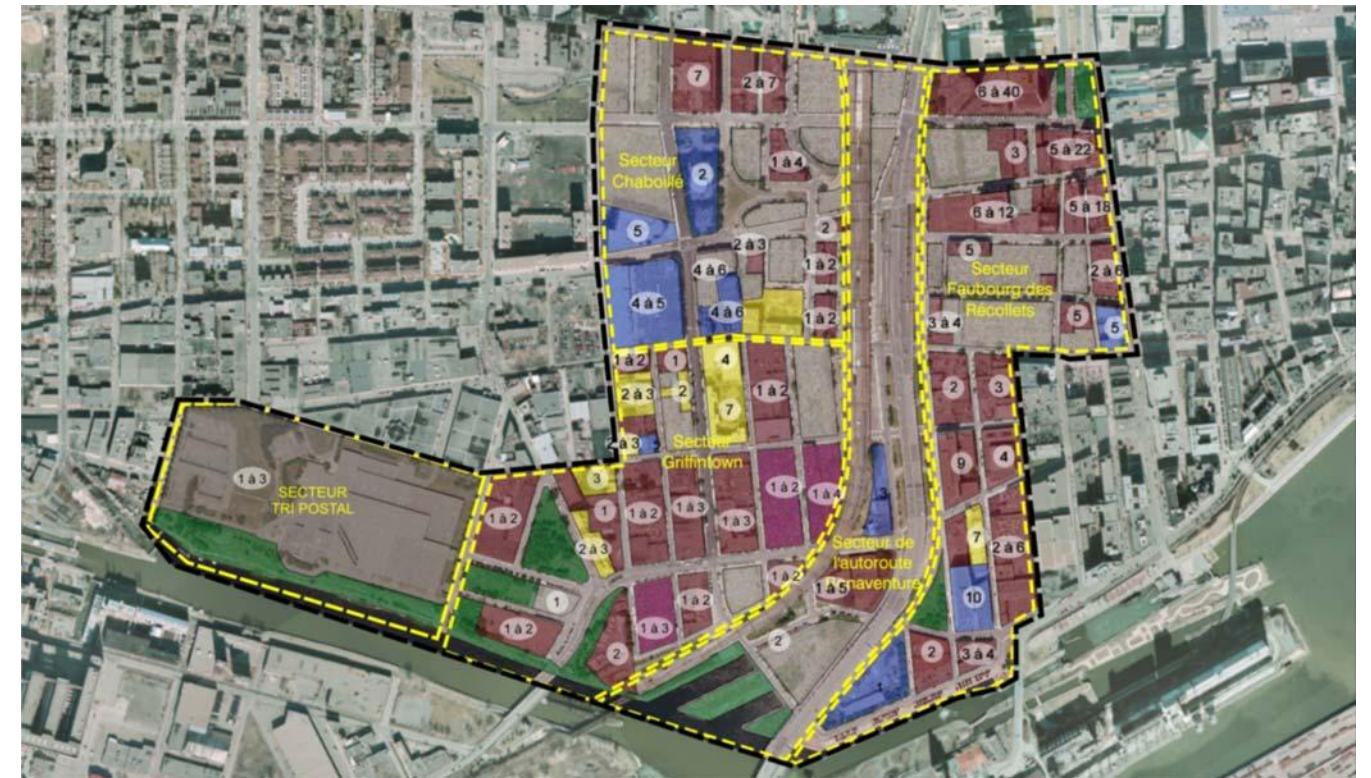 7
2 à 7
6 à 40
1 à 4
3
5 à 22
Secteur
Chaboillé
2
6 à 12
5 à 18
5
2
2 à 3
5
4 à 6
1 à 2
Secteur
Faubourg des
Récollets
2 à 6
4 à 5
4 à 6
1 à 2
3 à 4
5
5
1 à 2
1
4
2
3
2 à 3
2
1 à 2
7
2 à 3
Secteur
Griffintown
9
4
1 à 3
SECTEUR
TRI POSTAL
3
1 à 2
1
1 à 2
1 à 3
1 à 3
1 à 2
1 à 4
3
2 à 3
7
2 à 6
Secteur de
l'autoroute
Bonaventure
1 à 2
1 à 5
1
1 à 2
1 à 3
1 à 2
10
2
2
2
3 à 4
1